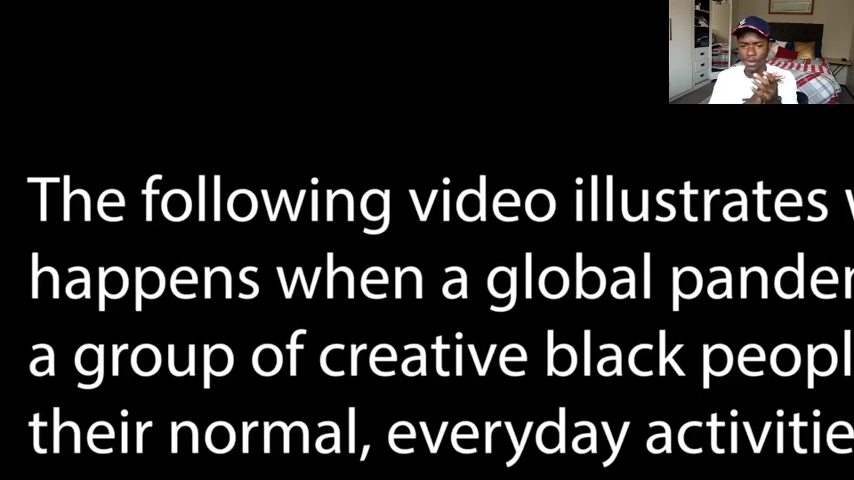 The following video illustrates
happens when a global
a group of creative black
their normal, everyday